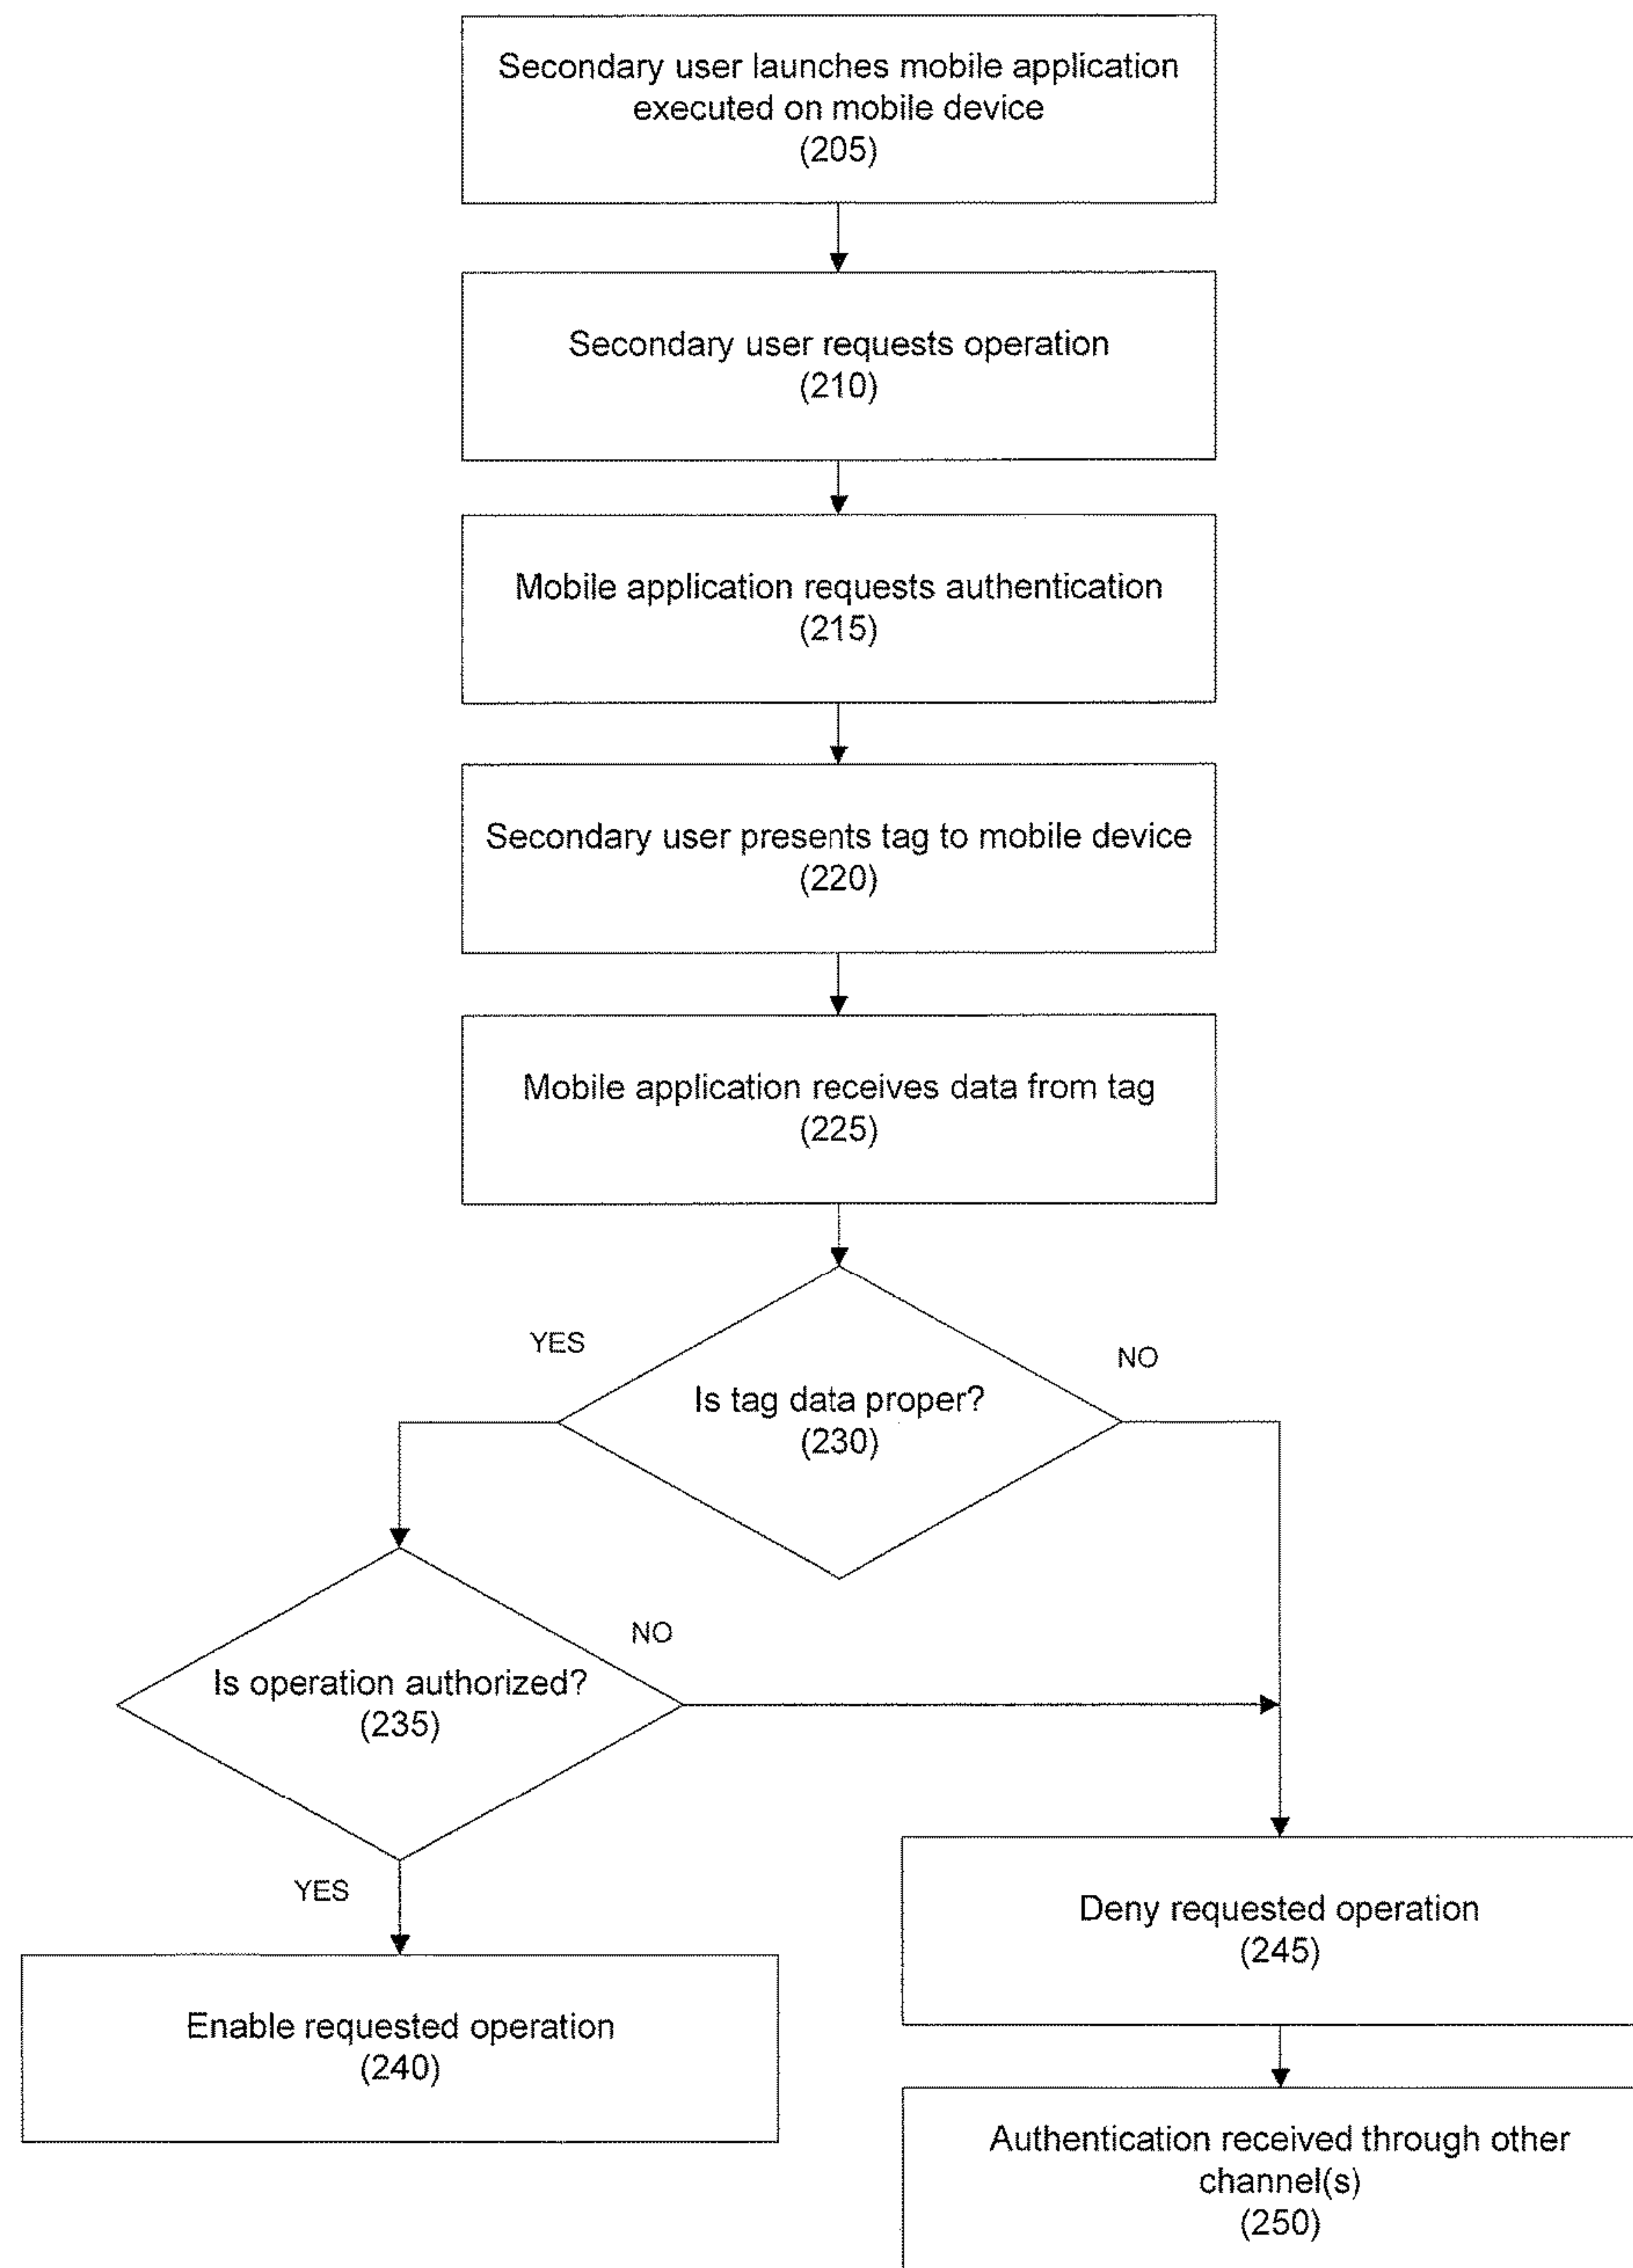 Secondary user launches mobile application
executed on mobile device
(205)
Secondary user requests operation
(210)
Mobile application requests authentication
(215)
Secondary user presents tag to mobile device
(220)
Mobile application receives data from tag
(225)
YES
NO
Is tag data proper?
(230)
NO
Is operation authorized?
(235)
YES
Enable requested operation
(240)
Deny requested operation
(245)
Authentication received through other
channel(s)
(250)